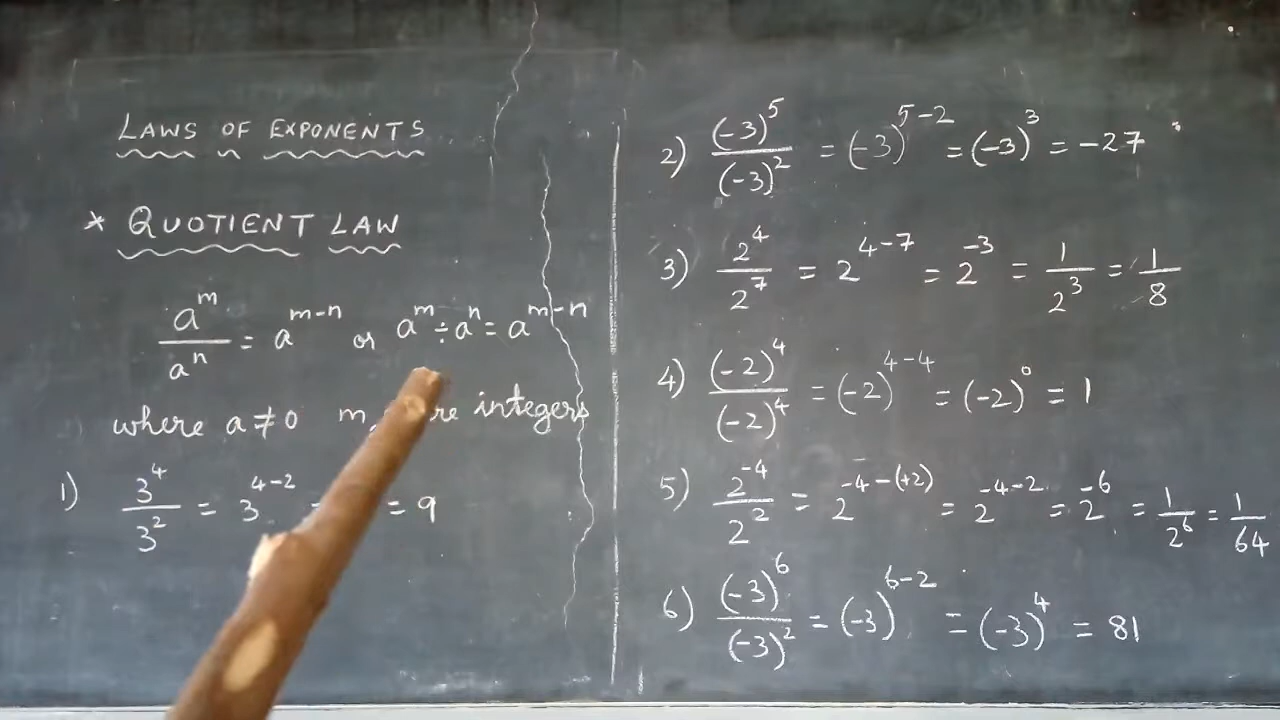 LAWS OF EXPONENTS
* QUOTIENT LAW
a^m/a^n = a^(m-n) or a^m ÷ a^n = a^(m-n)
where a ≠ 0 m, integers
1) 3^4/3^2 = 3^(4-2) = = 9
2) (-3)^5/(-3)^2 = (-3)^(5-2) = (-3)^3 = -27
3) 2^4/2^7 = 2^(4-7) = 2^(-3) = 1/2^3 = 1/8
4) (-2)^4/(-2)^4 = (-2)^(4-4) = (-2)^0 = 1
5) 2^(-4)/2^2 = 2^(-4-(+2)) = 2^(-4-2) = 2^(-6) = 1/2^6 = 1/64
6) (-3)^6/(-3)^2 = (-3)^(6-2) = (-3)^4 = 81